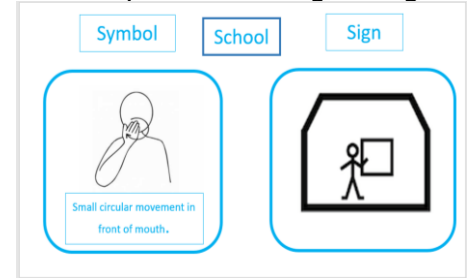 Symbol
School
Sign
Small circular movement in
front of mouth.